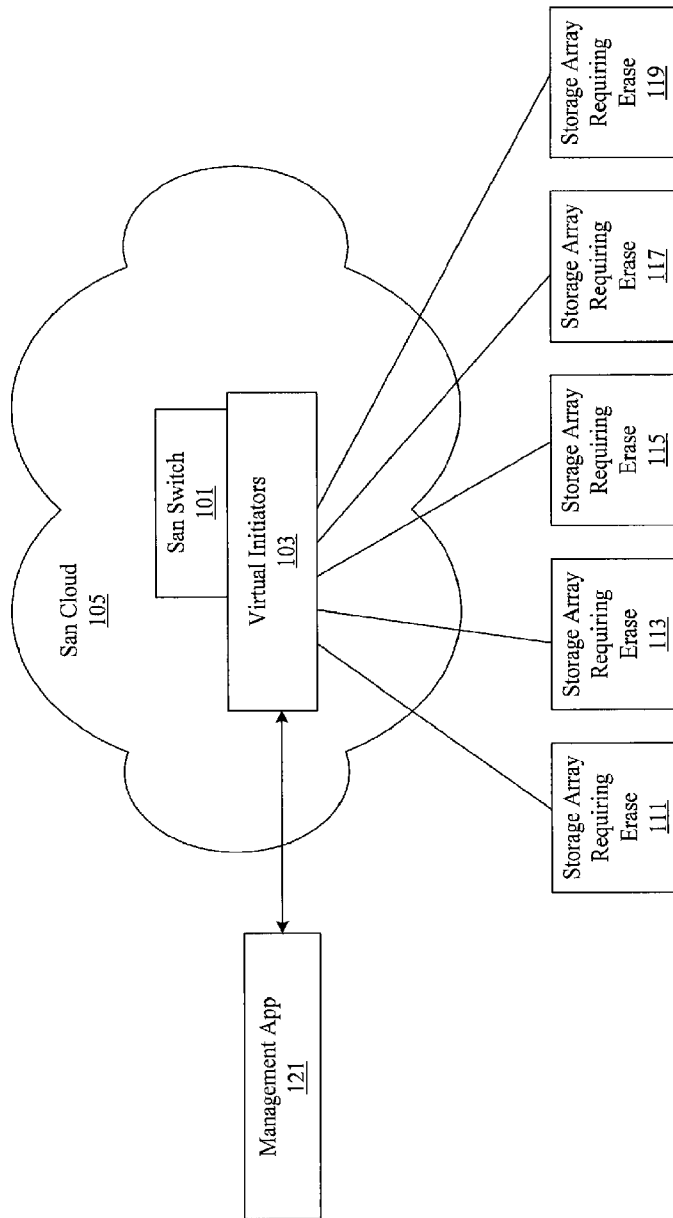 San Cloud
105
San Switch
101
Virtual Initiators
103
Management App
121
Storage Array
Requiring
Erase
111
Storage Array
Requiring
Erase
113
Storage Array
Requiring
Erase
115
Storage Array
Requiring
Erase
117
Storage Array
Requiring
Erase
119